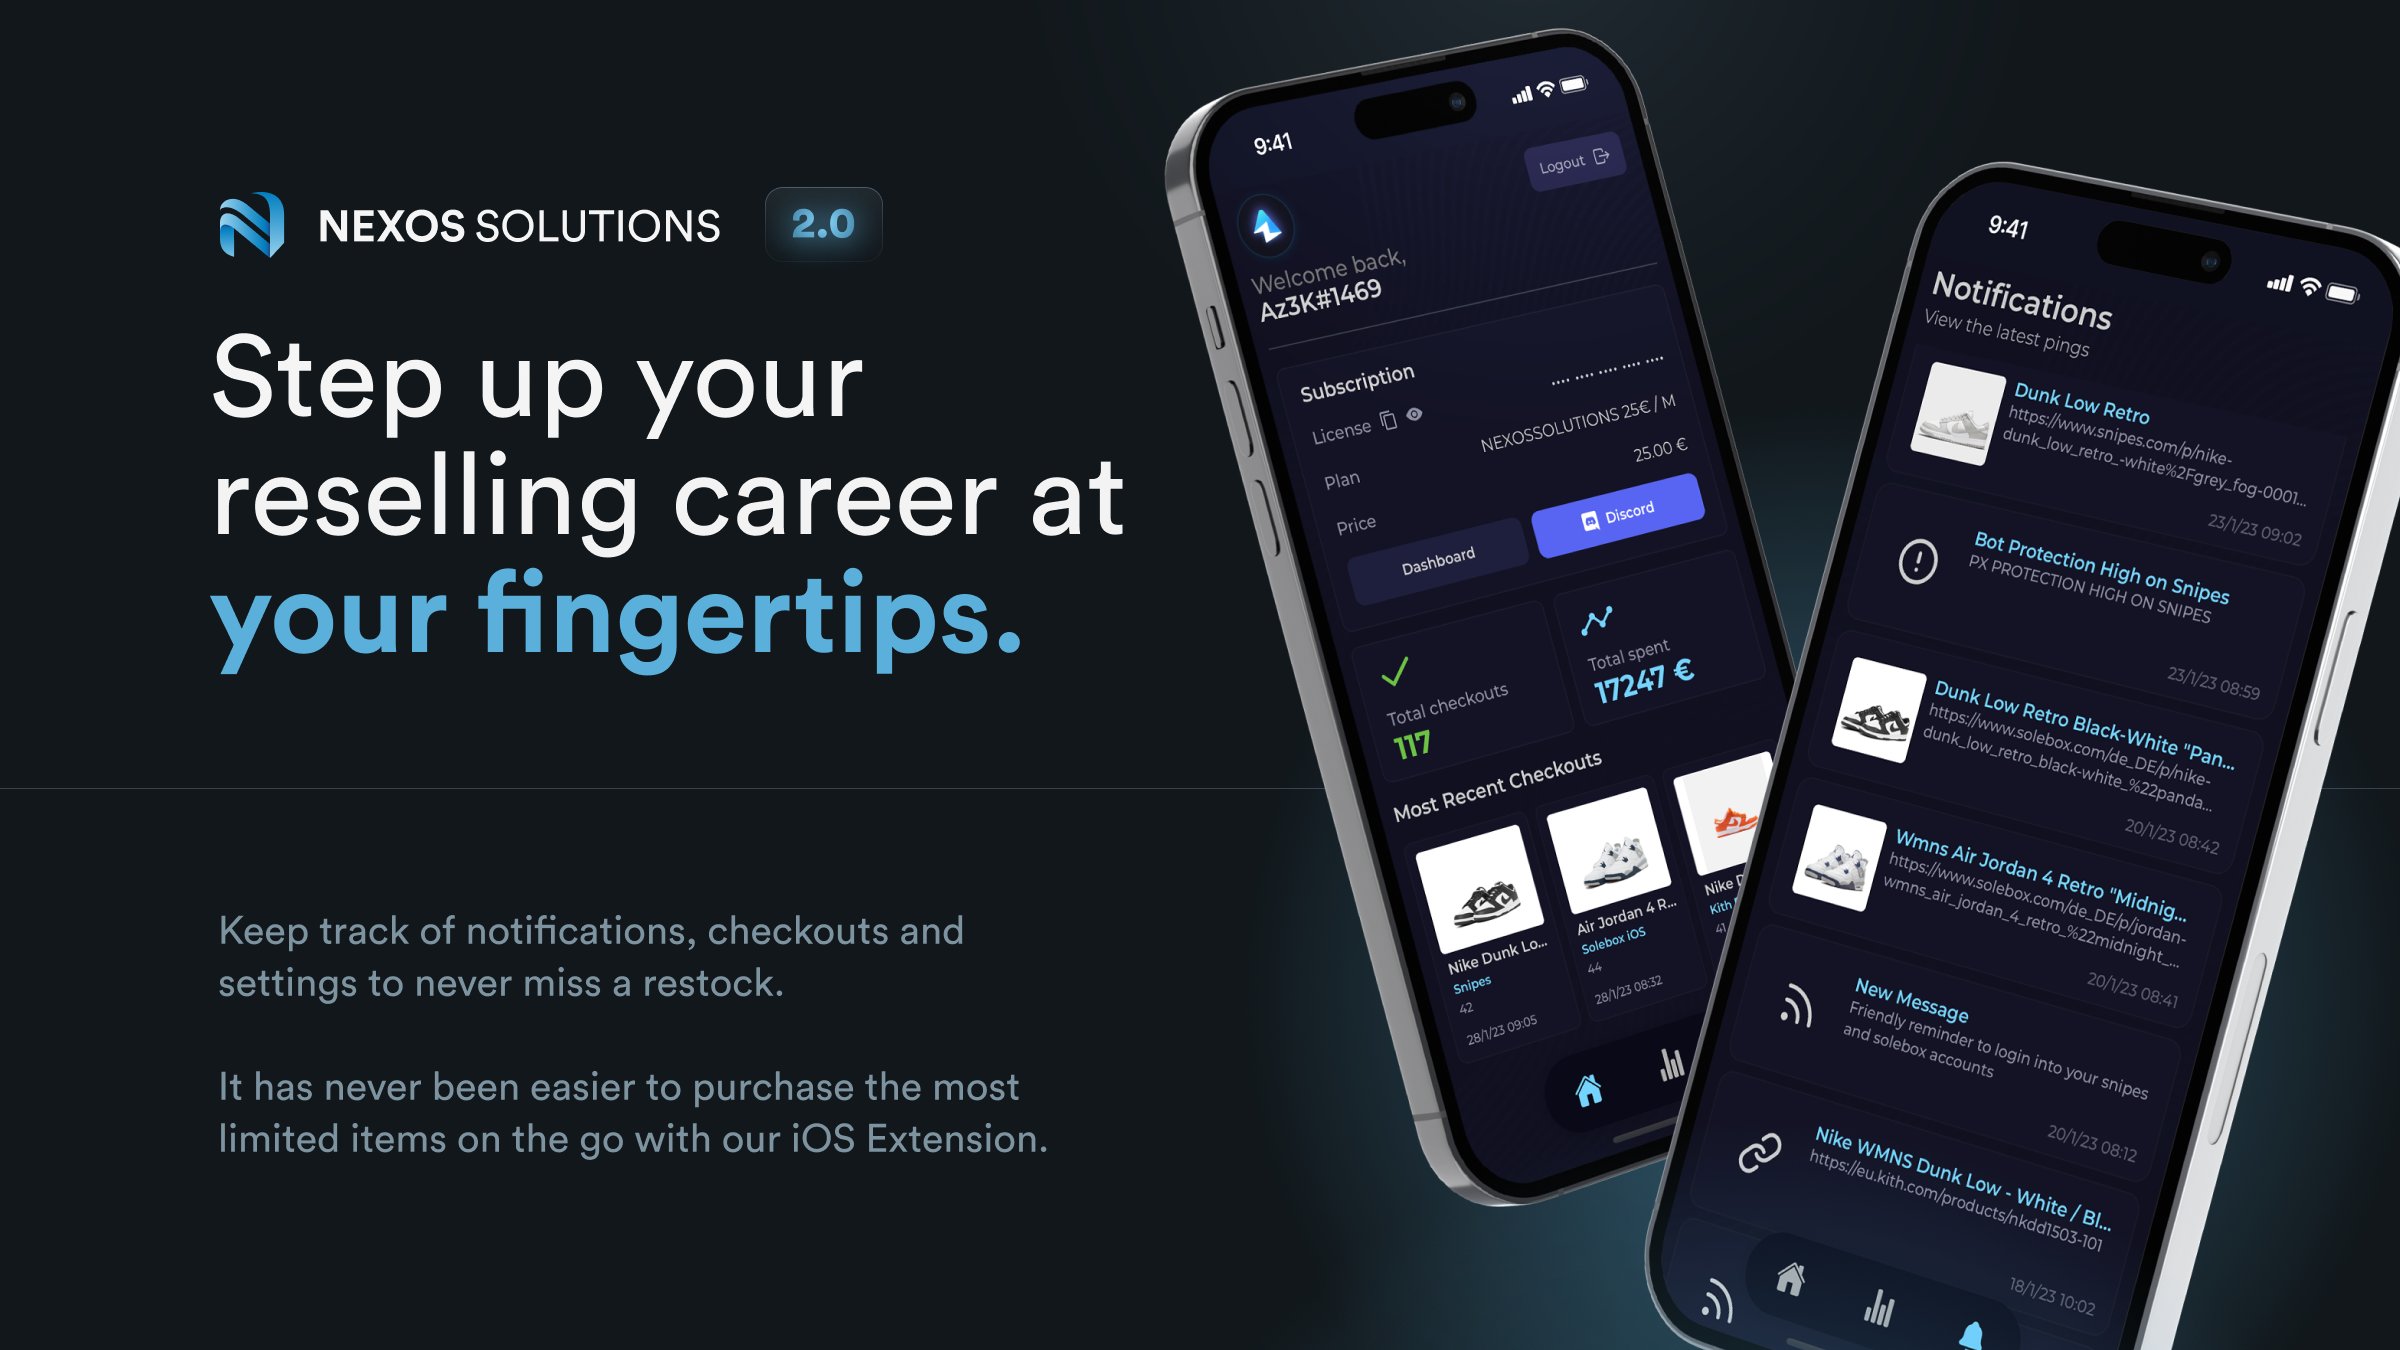 NEXOS SOLUTIONS
2.0
Step up your
reselling career at
your fingertips.
Keep track of notifications, checkouts and
settings to never miss a restock.
It has never been easier to purchase the most
limited items on the go with our iOS Extension.
9:41
Logout
Welcome back,
Az3K#1469
Subscription
License
•••• •••• •••• •••• ••••
Plan
NEXOSSOLUTIONS 25€ / M
Price
25.00 €
Dashboard
Discord
Total checkouts
117
Total spent
17247 €
Most Recent Checkouts
Nike Dunk Lo...
Snipes
42
28/1/23 09:05
Air Jordan 4 R...
Solebox iOS
44
28/1/23 08:32
Nike
Kith
41
9:41
Notifications
View the latest pings
Dunk Low Retro
https://www.snipes.com/p/nike-
dunk_low_retro_-white%2Fgrey_fog-0001...
23/1/23 09:02
Bot Protection High on Snipes
PX PROTECTION HIGH ON SNIPES
23/1/23 08:59
Dunk Low Retro Black-White "Pan...
https://www.solebox.com/de_DE/p/nike-
dunk_low_retro_black-white_%22panda...
20/1/23 08:42
Wmns Air Jordan 4 Retro "Midnig...
https://www.solebox.com/de_DE/p/jordan-
wmns_air_jordan_4_retro_%22midnight_...
20/1/23 08:41
New Message
Friendly reminder to login into your snipes
and solebox accounts
20/1/23 08:12
Nike WMNS Dunk Low - White / Bl...
https://eu.kith.com/products/nkdd1503-101
18/1/23 10:02